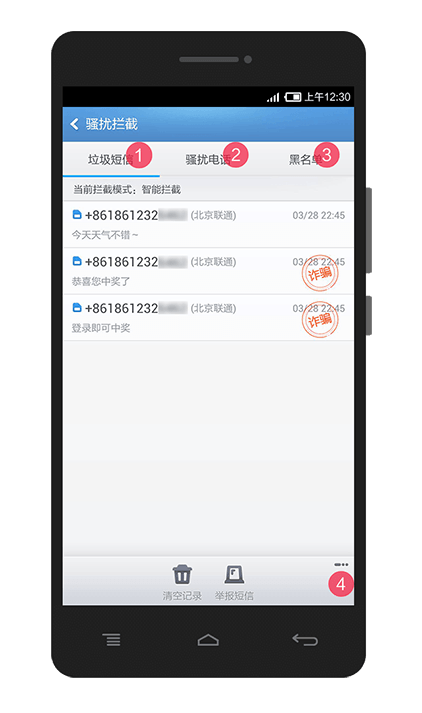 上午12:30
骚扰拦截
垃圾短信 1
骚扰电话 2
黑名单 3
当前拦截模式：智能拦截
+861861232 (北京联通) 03/28 22:45
今天天气不错~
+861861232 (北京联通) 03/28 22:45
恭喜您中奖了 诈骗
+861861232 (北京联通) 03/28 22:45
登录即可中奖 诈骗
清空记录 举报短信 4